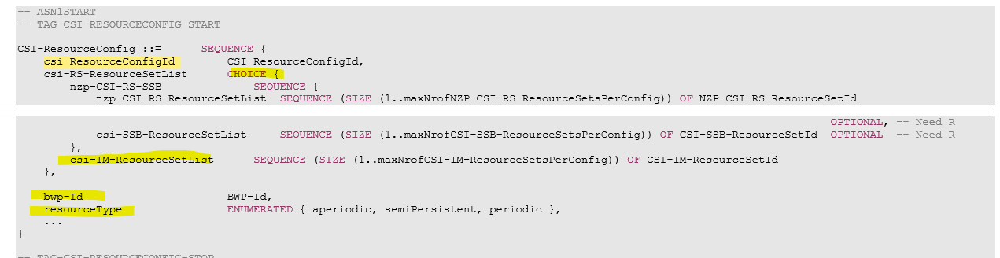 -- ASN1START
-- TAG-CSI-RESOURCECONFIG-START
CSI-ResourceConfig ::= SEQUENCE {
csi-ResourceConfigId CSI-ResourceConfigId,
csi-RS-ResourceSetList CHOICE {
nzp-CSI-RS-SSB SEQUENCE {
nzp-CSI-RS-ResourceSetList SEQUENCE (SIZE (1..maxNrofNZP-CSI-RS-ResourceSetsPerConfig)) OF NZP-CSI-RS-ResourceSetId
OPTIONAL, -- Need R
csi-SSB-ResourceSetList SEQUENCE (SIZE (1..maxNrofCSI-SSB-ResourceSetsPerConfig)) OF CSI-SSB-ResourceSetId OPTIONAL -- Need R
},
csi-IM-ResourceSetList SEQUENCE (SIZE (1..maxNrofCSI-IM-ResourceSetsPerConfig)) OF CSI-IM-ResourceSetId
},
bwp-Id BWP-Id,
resourceType ENUMERATED { aperiodic, semiPersistent, periodic },
...
}
-- TAG-CSI-RESOURCECONFIG-STOP